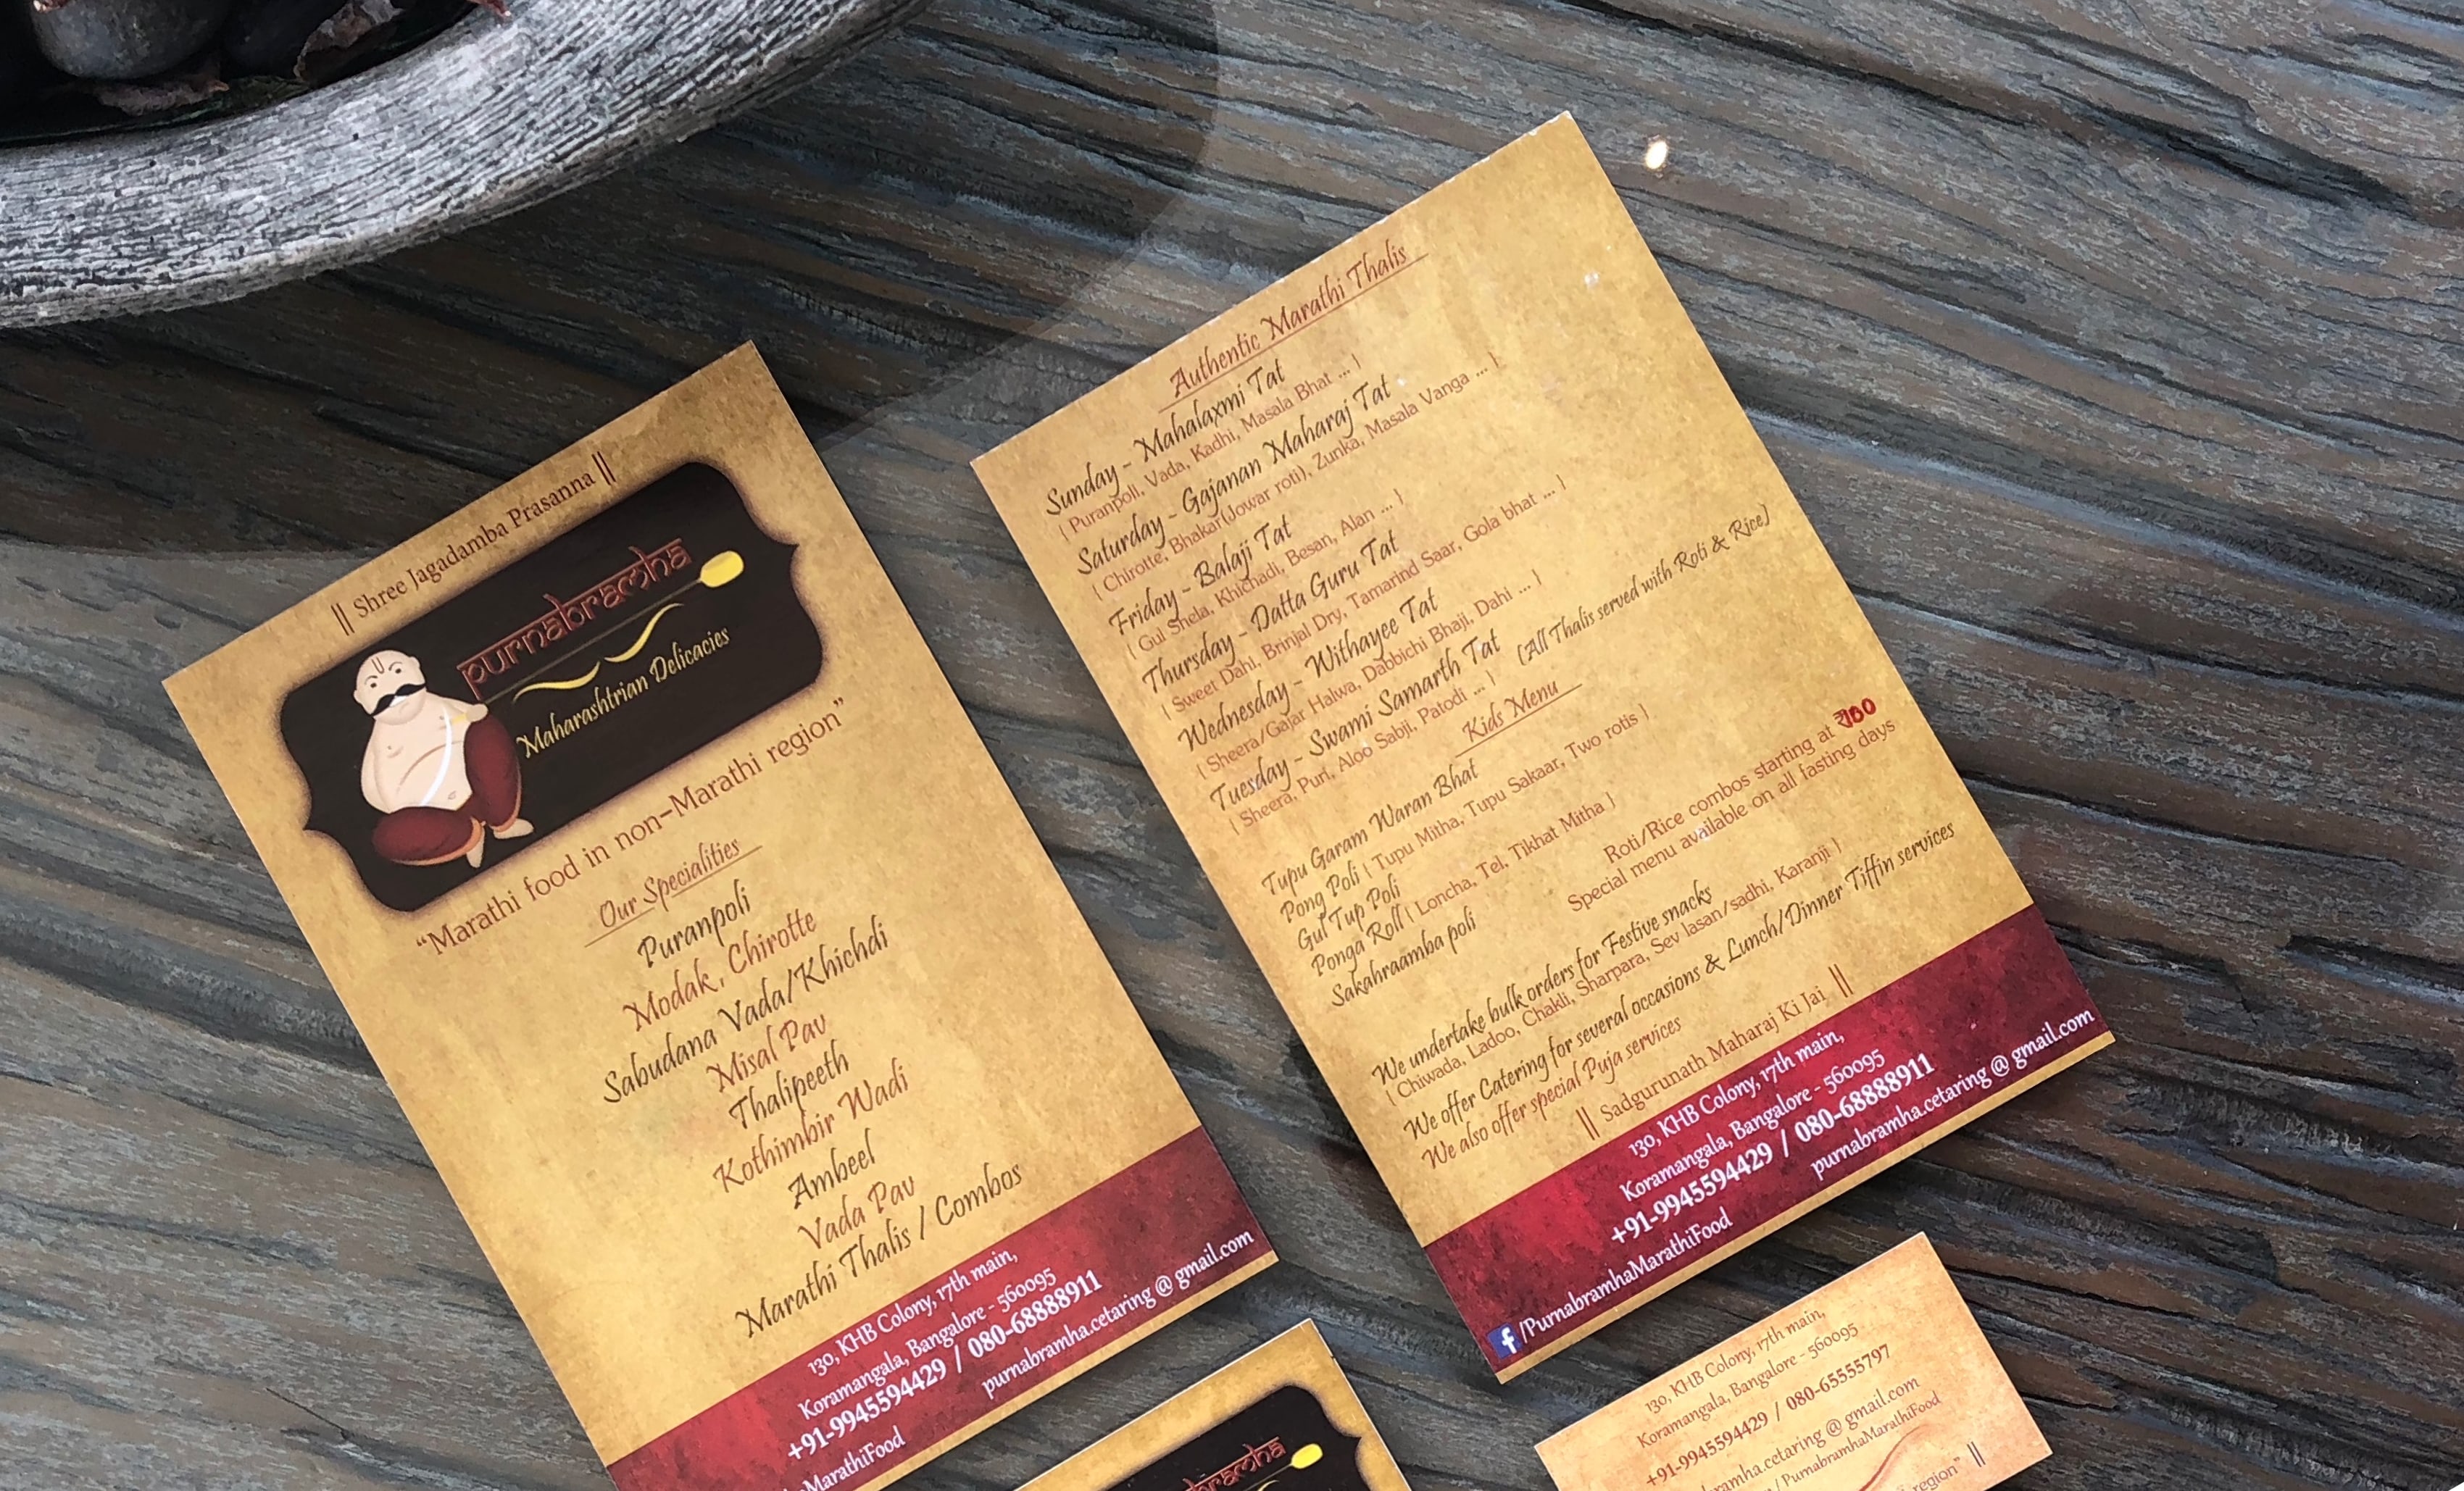 || Shree Jagadamba Prasanna ||
purnabramha
Maharashtrian Delicacies
"Marathi food in non-Marathi region"
Our Specialities
Puranpoli
Modak, Chirotte
Sabudana Vada/Khichdi
Misal Pav
Thalipeeth
Kothimbir Wadi
Ambeel
Vada Pav
Marathi Thalis / Combos
130, KHB Colony, 17th main,
Koramangala, Bangalore - 560095
+91-9945594429 / 080-68888911
purnabramha.cetaring @ gmail.com
MarathiFood
Authentic Marathi Thalis
Sunday - Mahalaxmi Tat
{ Puranpoli, Vada, Kadhi, Masala Bhat ... }
Saturday - Gajanan Maharaj Tat
{ Chirotte, Bhakar(Jowar roti), Zunka, Masala Vanga ... }
Friday - Balaji Tat
{ Gul Shela, Khichadi, Besan, Alan ... }
Thursday - Datta Guru Tat
{ Sweet Dahi, Brinjal Dry, Tamarind Saar, Gola bhat ... }
Wednesday - Withayee Tat
{ Sheera/Gajar Halwa, Dabbichi Bhaji, Dahi ... }
Tuesday - Swami Samarth Tat
{ Sheera, Puri, Aloo Sabji, Patodi ... }
(All Thalis served with Roti & Rice)
Kids Menu
Tupu Garam Waran Bhat
Pong Poli { Tupu Mitha, Tupu Sakaar, Two rotis }
Gul Tup Poli
Ponga Roll { Loncha, Tel, Tikhat Mitha }
Sakahraamba poli
Roti/Rice combos starting at
Special menu available on all fasting days
We undertake bulk orders for Festive snacks
{ Chiwada, Ladoo, Chakli, Sharpara, Sev lasan/sadhi, Karanji }
We offer Catering for several occasions & Lunch/Dinner Tiffin services
We also offer special Puja services
|| Sadgurunath Maharaj Ki Jai ||
130, KHB Colony, 17th main,
Koramangala, Bangalore - 560095
+91-9945594429 / 080-68888911
purnabramha.cetaring @ gmail.com
f /PurnabramhaMarathiFood
130, KHB Colony, 17th main,
Koramangala, Bangalore - 560095
+91-9945594429 / 080-65555797
bramha.cetaring @ gmail.com
/ PurnabramhaMarathiFood
region" ||
bramha